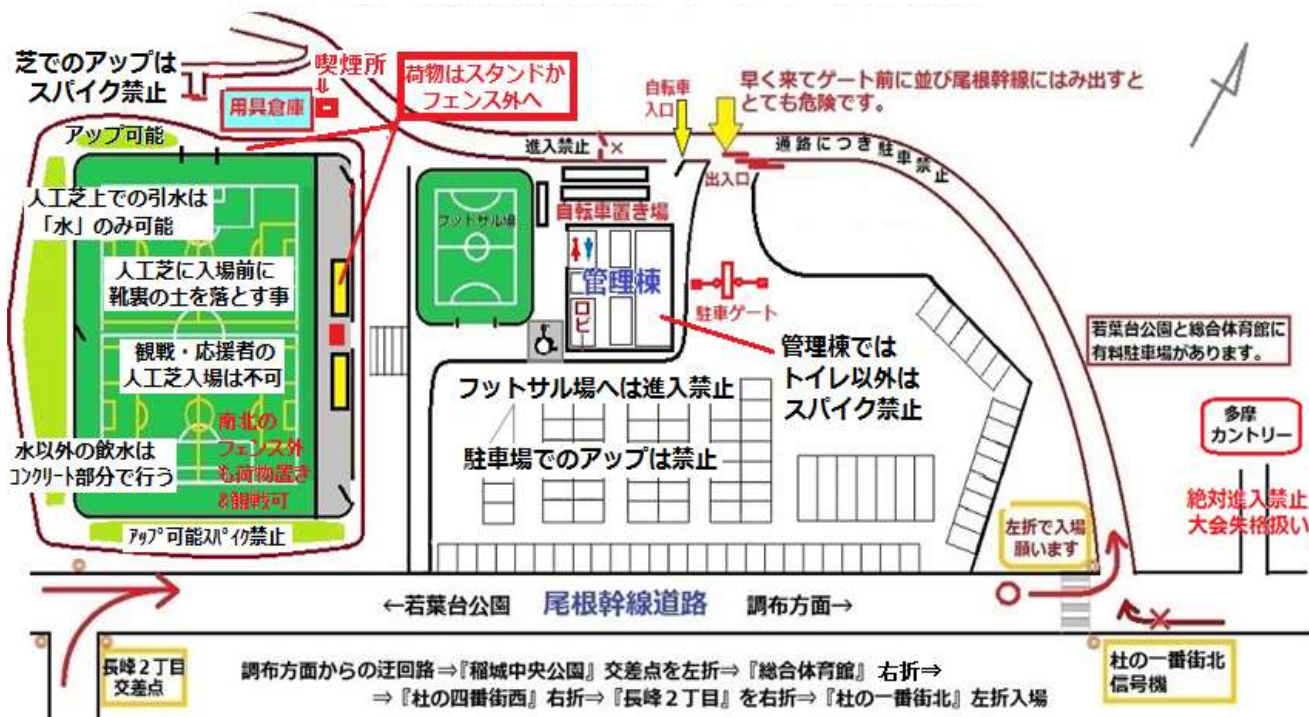 芝でのアップは
スパイク禁止
用具倉庫
喫煙所
⇓
荷物はスタンドか
フェンス外へ
自転車
入口
早く来てゲート前に並び尾根幹線にはみ出すと
とても危険です。
進入禁止
×
出入口
通路につき駐車禁止
アップ可能
人工芝上での引水は
「水」のみ可能
人工芝に入場前に
靴裏の土を落とす事
観戦・応援者の
人工芝入場は不可
水以外の飲水は
コンクリート部分で行う
南北の
フェンス外
も荷物置き
&観戦可
アップ可能スパイク禁止
フットサル場
自転車置き場
管理棟
ロビ
駐車ゲート
管理棟では
トイレ以外は
スパイク禁止
フットサル場へは進入禁止
駐車場でのアップは禁止
若葉台公園と総合体育館に
有料駐車場があります。
多摩
カントリー
絶対進入禁止
大会失格扱い
左折で入場
願います
←若葉台公園 尾根幹線道路 調布方面→
長峰2丁目
交差点
杜の一番街北
信号機
調布方面からの迂回路⇒『稲城中央公園』交差点を左折⇒『総合体育館』右折⇒
⇒『杜の四番街西』右折⇒『長峰2丁目』を右折⇒『杜の一番街北』左折入場